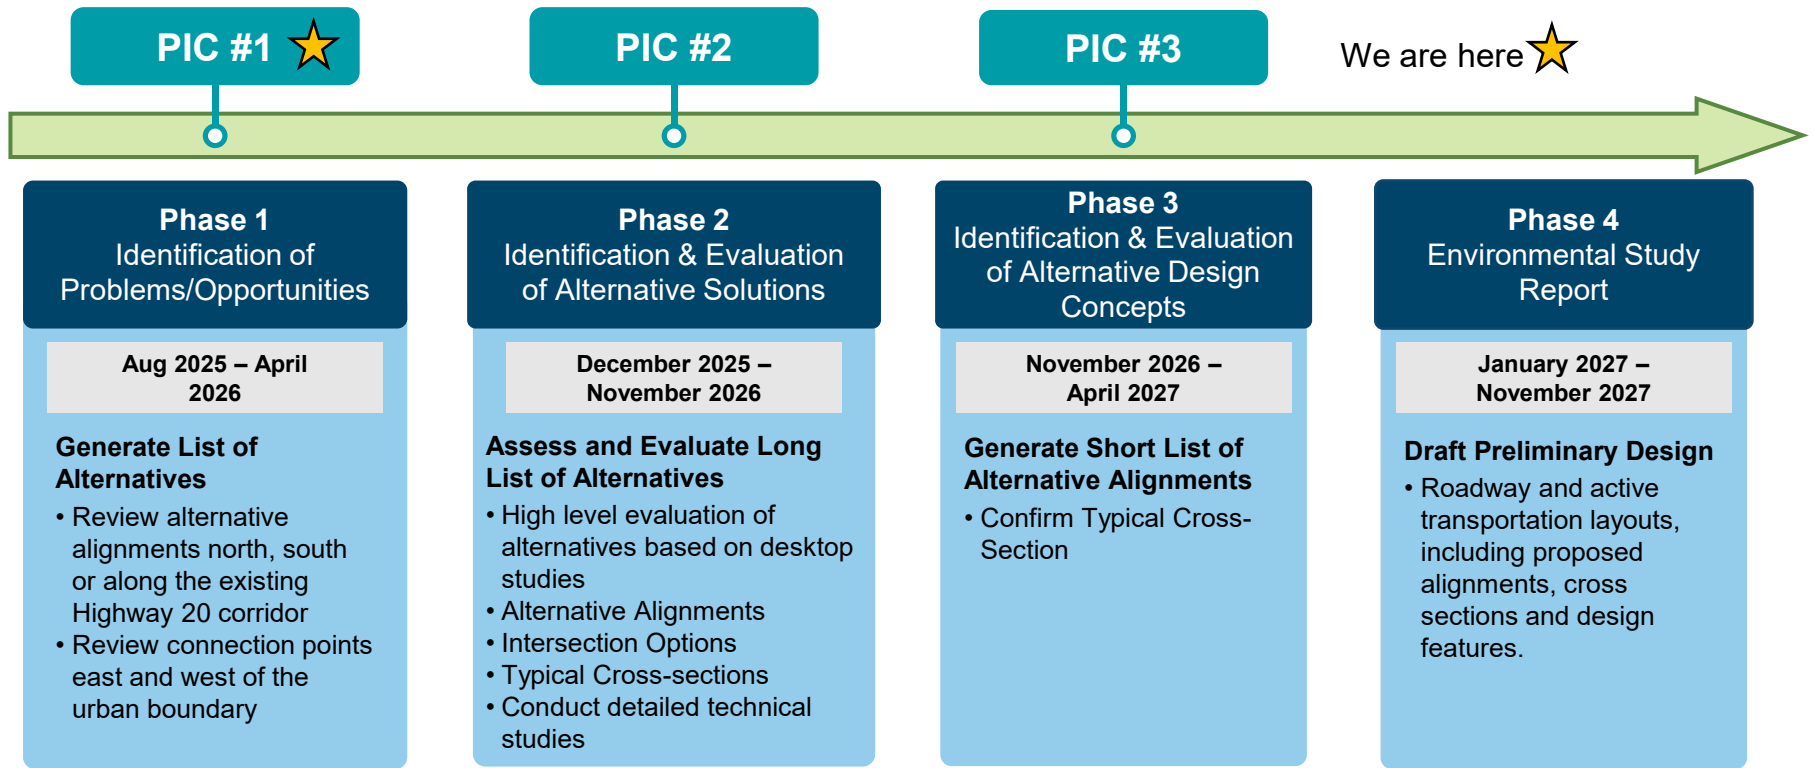 PIC #1
PIC #2
PIC #3
We are here
Phase 1
Identification of
Problems/Opportunities
Aug 2025 – April
2026
Generate List of
Alternatives
• Review alternative
alignments north, south
or along the existing
Highway 20 corridor
• Review connection points
east and west of the
urban boundary
Phase 2
Identification & Evaluation
of Alternative Solutions
December 2025 –
November 2026
Assess and Evaluate Long
List of Alternatives
• High level evaluation of
alternatives based on desktop
studies
• Alternative Alignments
• Intersection Options
• Typical Cross-sections
• Conduct detailed technical
studies
Phase 3
Identification & Evaluation
of Alternative Design
Concepts
November 2026 –
April 2027
Generate Short List of
Alternative Alignments
• Confirm Typical Cross-
Section
Phase 4
Environmental Study
Report
January 2027 –
November 2027
Draft Preliminary Design
• Roadway and active
transportation layouts,
including proposed
alignments, cross
sections and design
features.